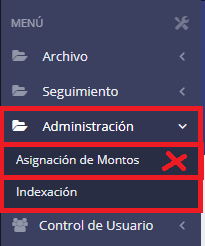 MENÚ
Archivo
Seguimiento
Administración
Asignación de Montos
Indexación
Control de Usuario